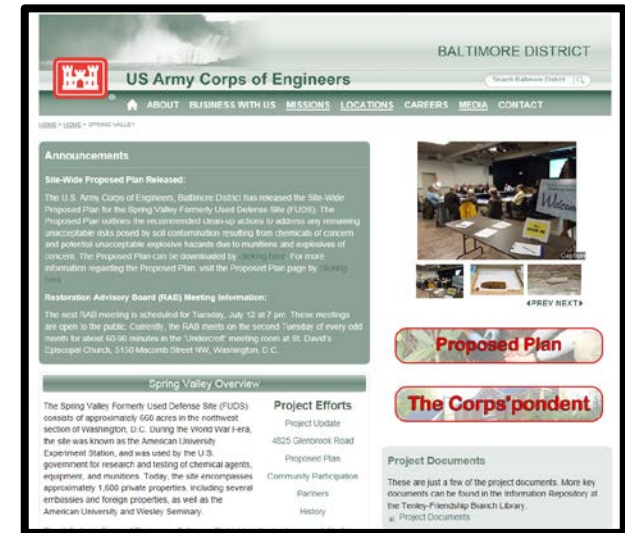 BALTIMORE DISTRICT
US Army Corps of Engineers
Search Baltimore District
ABOUT BUSINESS WITH US MISSIONS LOCATIONS CAREERS MEDIA CONTACT
HOME > HOME > SPRING VALLEY
Announcements
Site-Wide Proposed Plan Released:
The U.S. Army Corps of Engineers, Baltimore District has released the Site-Wide
Proposed Plan for the Spring Valley Formerly Used Defense Site (FUDS). The
Proposed Plan outlines the recommended clean-up actions to address any remaining
unacceptable risks posed by soil contamination resulting from chemicals of concern
and potential unacceptable explosive hazards due to munitions and explosives of
concern. The Proposed Plan can be downloaded by clicking here. For more
information regarding the Proposed Plan, visit the Proposed Plan page by clicking
here.
Restoration Advisory Board (RAB) Meeting Information:
The next RAB meeting is scheduled for Tuesday, July 12 at 7 pm. These meetings
are open to the public. Currently, the RAB meets on the second Tuesday of every odd
month for about 60-90 minutes in the 'Undercroft' meeting room at St. David's
Episcopal Church, 5150 Macomb Street NW, Washington, D.C.
Welcome
Caption
PREV NEXT
Proposed Plan
The Corps'pondent
Spring Valley Overview
The Spring Valley Formerly Used Defense Site (FUDS)
consists of approximately 660 acres in the northwest
section of Washington, D.C. During the World War I-era,
the site was known as the American University
Experiment Station, and was used by the U.S.
government for research and testing of chemical agents,
equipment, and munitions. Today, the site encompasses
approximately 1,600 private properties, including several
embassies and foreign properties, as well as the
American University and Wesley Seminary.
Project Efforts
Project Update
4825 Glenbrook Road
Proposed Plan
Community Participation
Partners
History
Project Documents
These are just a few of the project documents. More key
documents can be found in the Information Repository at
the Tenley-Friendship Branch Library.
Project Documents